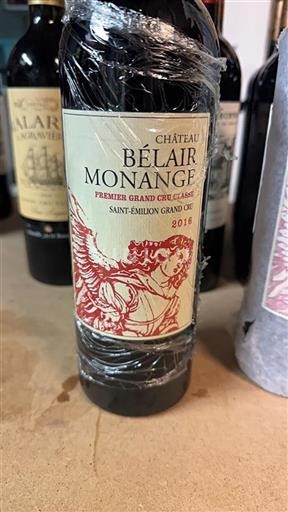 CHÂTEAU
BÉLAIR
MONANGE
PREMIER GRAND CRU CLASSÉ
SAINT-ÉMILION GRAND CRU
2016